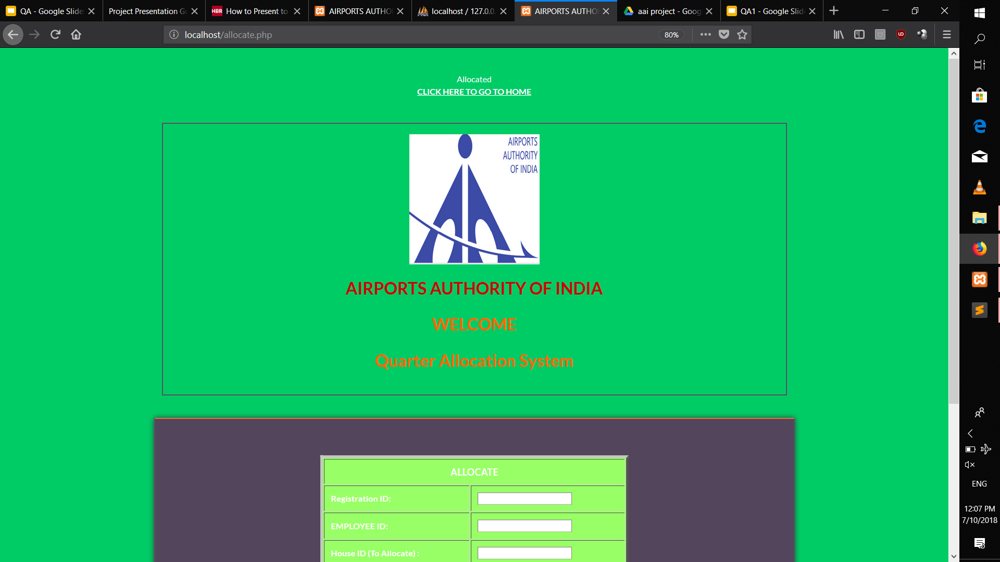 QA - Google Slide
Project Presentation Gu
HBR How to Present to
AIRPORTS AUTHO
localhost / 127.0.0.
AIRPORTS AUTHO
aai project - Goog
QA1 - Google Slid
localhost/allocate.php
80%
Allocated
CLICK HERE TO GO TO HOME
AIRPORTS
AUTHORITY
OF INDIA
AIRPORTS AUTHORITY OF INDIA
WELCOME
Quarter Allocation System
ALLOCATE
Registration ID:
EMPLOYEE ID:
House ID (To Allocate) :
ENG
12:07 PM
7/10/2018